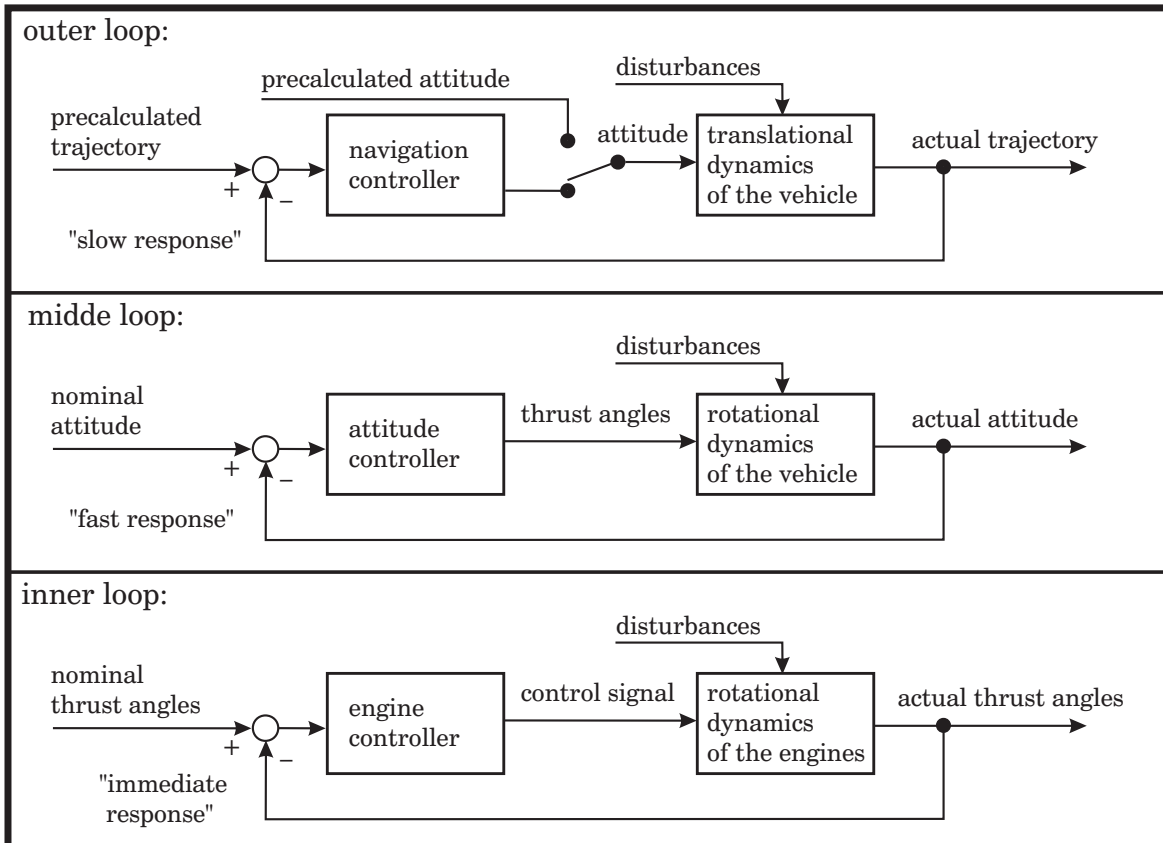 outer loop:
disturbances
precalculated attitude
precalculated
trajectory
+
−
navigation
controller
attitude
translational
dynamics
of the vehicle
actual trajectory
"slow response"
midde loop:
disturbances
nominal
attitude
+
−
attitude
controller
thrust angles
rotational
dynamics
of the vehicle
actual attitude
"fast response"
inner loop:
disturbances
nominal
thrust angles
+
−
engine
controller
control signal
rotational
dynamics
of the engines
actual thrust angles
"immediate
response"